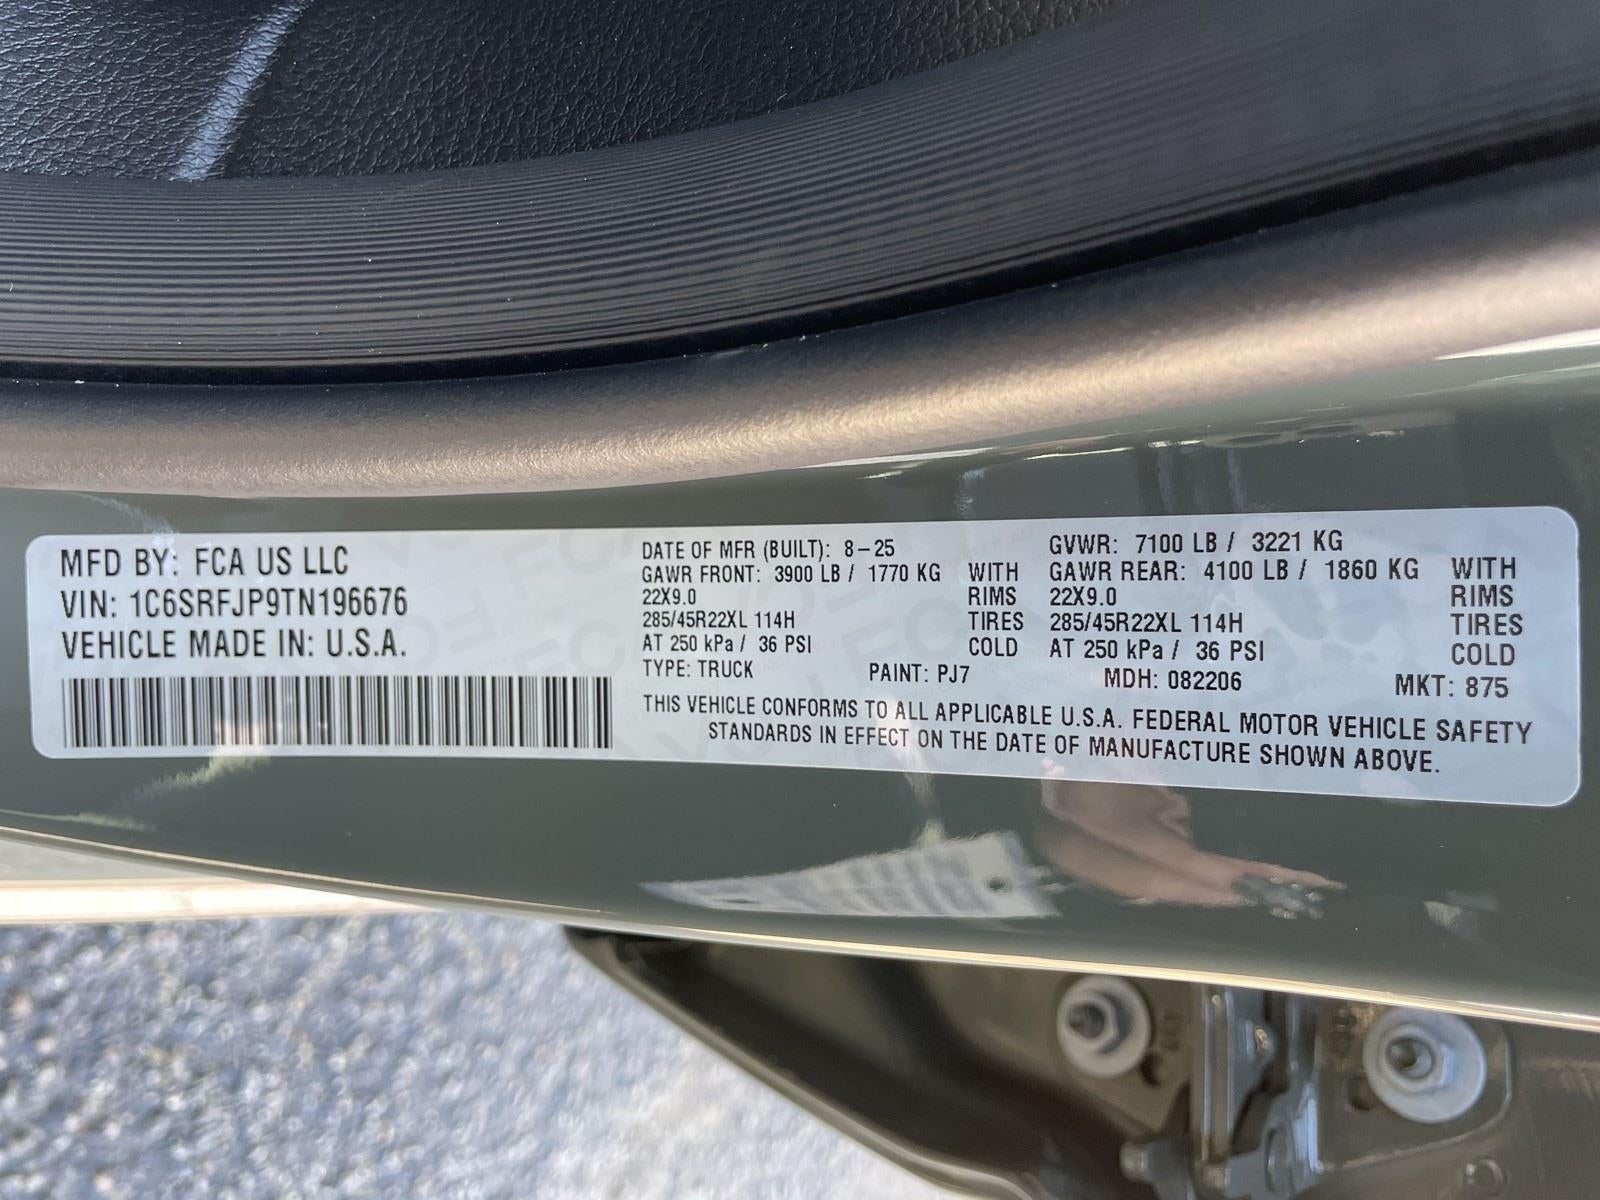 MFD BY: FCA US LLC
VIN: 1C6SRFJP9TN196676
VEHICLE MADE IN: U.S.A.
DATE OF MFR (BUILT): 8-25 GVWR: 7100 LB / 3221 KG
GAWR FRONT: 3900 LB / 1770 KG WITH GAWR REAR: 4100 LB / 1860 KG WITH
22X9.0 RIMS 22X9.0 RIMS
285/45R22XL 114H TIRES 285/45R22XL 114H TIRES
AT 250 kPa / 36 PSI COLD AT 250 kPa / 36 PSI COLD
TYPE: TRUCK PAINT: PJ7 MDH: 082206 MKT: 875
THIS VEHICLE CONFORMS TO ALL APPLICABLE U.S.A. FEDERAL MOTOR VEHICLE SAFETY
STANDARDS IN EFFECT ON THE DATE OF MANUFACTURE SHOWN ABOVE.